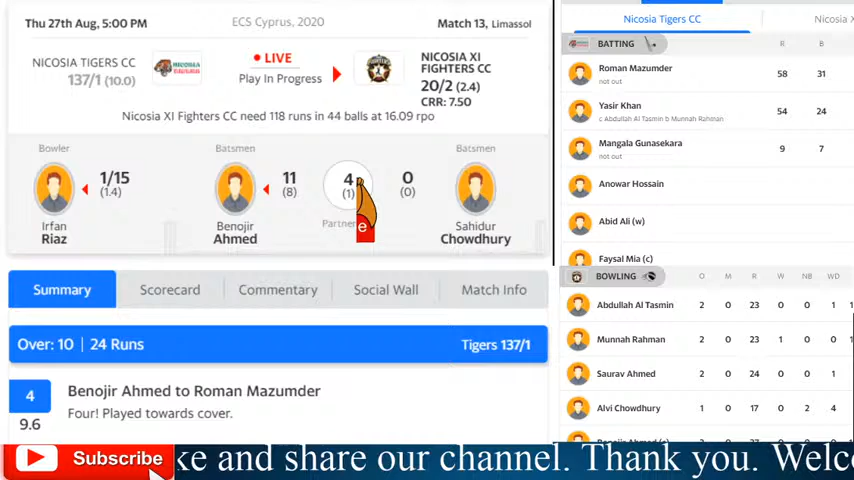 Thu 27th Aug, 5:00 PM
ECS Cyprus, 2020
Match 13, Limassol
NICOSIA TIGERS CC
137/1 (10.0)
LIVE
Play In Progress
NICOSIA XI
FIGHTERS CC
20/2 (2.4)
CRR: 7.50
Nicosia XI Fighters CC need 118 runs in 44 balls at 16.09 rpo
Bowler
Batsmen
Batsmen
1/15
(1.4)
11
(8)
4
(1)
0
(0)
Partner
e
Irfan
Riaz
Benojir
Ahmed
Sahidur
Chowdhury
Summary
Scorecard
Commentary
Social Wall
Match Info
Over: 10 | 24 Runs
Tigers 137/1
4
9.6
Benojir Ahmed to Roman Mazumder
Four! Played towards cover.
Nicosia Tigers CC
Nicosia X
BATTING R B
Roman Mazumder 58 31
not out
Yasir Khan 54 24
c Abdullah Al Tasmin b Munnah Rahman
Mangala Gunasekara 9 7
not out
Anowar Hossain
Abid Ali (w)
Faysal Mia (c)
BOWLING O M R W NB WD
Abdullah Al Tasmin 2 0 23 0 0 1 1
Munnah Rahman 2 0 23 1 0 0 1
Saurav Ahmed 2 0 24 0 0 1
Alvi Chowdhury 1 0 17 0 2 4
Subscribe
ke and share our channel. Thank you. Welco